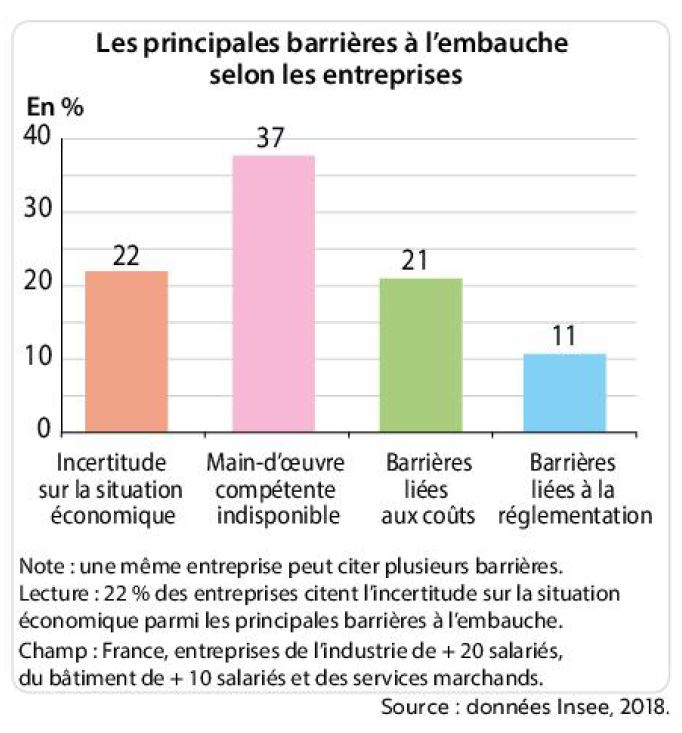 Les principales barrières à l'embauche
selon les entreprises
En %
40
30
20
10
0
22
37
21
11
Incertitude
sur la situation
économique
Main-d'œuvre
compétente
indisponible
Barrières
liées
aux coûts
Barrières
liées à la
réglementation
Note : une même entreprise peut citer plusieurs barrières.
Lecture : 22 % des entreprises citent l'incertitude sur la situation
économique parmi les principales barrières à l'embauche.
Champ : France, entreprises de l'industrie de + 20 salariés,
du bâtiment de + 10 salariés et des services marchands.
Source : données Insee, 2018.